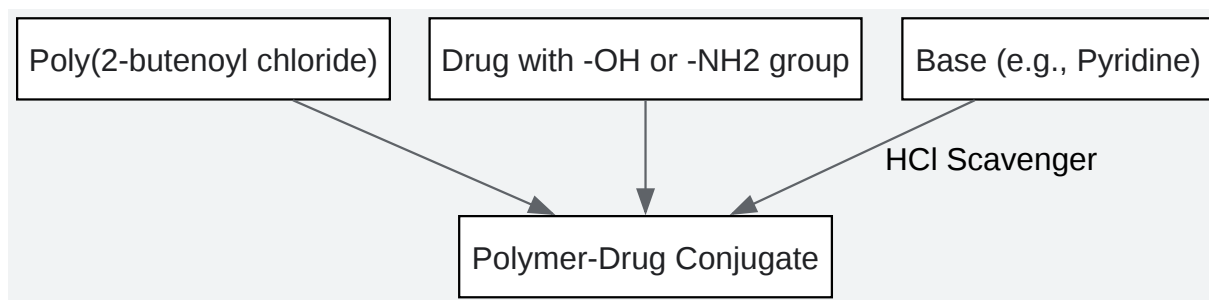 Poly(2-butenoyl chloride)
Drug with -OH or -NH2 group
Base (e.g., Pyridine)
HCl Scavenger
Polymer-Drug Conjugate